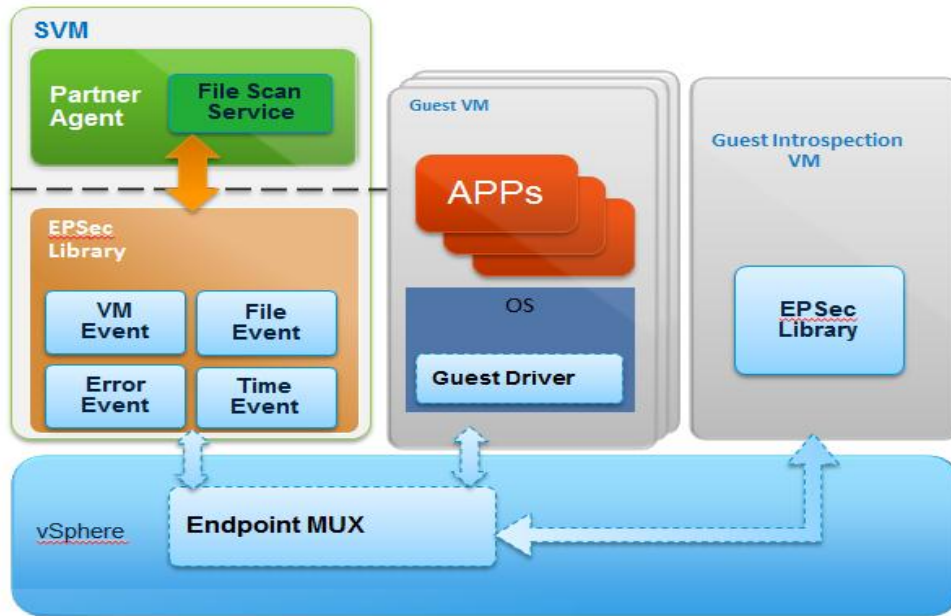 SVM
Partner
Agent
File Scan
Service
EPSec
Library
VM
Event
File
Event
Error
Event
Time
Event
Guest VM
APPs
OS
Guest Driver
Guest Introspection
VM
EPSec
Library
vSphere
Endpoint MUX